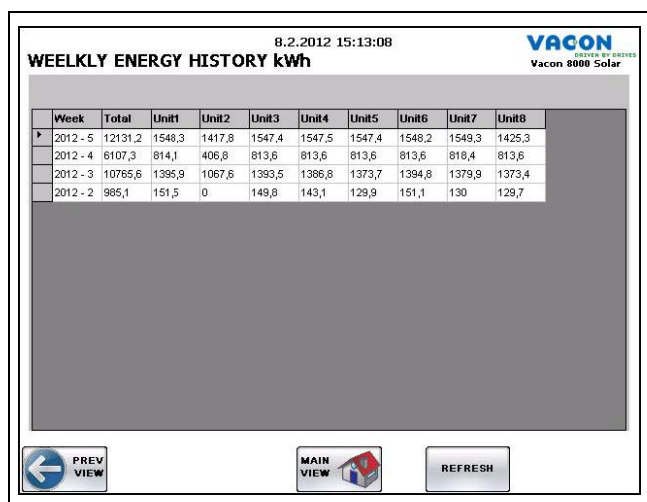 8.2.2012 15:13:08
VACON
DRIVEN BY DRIVES
WEELKLY ENERGY HISTORY kWh
Vacon 8000 Solar
Week Total Unit1 Unit2 Unit3 Unit4 Unit5 Unit6 Unit7 Unit8
2012 - 5 12131,2 1548,3 1417,8 1547,4 1547,5 1547,4 1548,2 1549,3 1425,3
2012 - 4 6107,3 814,1 406,8 813,6 813,6 813,6 813,6 818,4 813,6
2012 - 3 10765,6 1395,9 1067,6 1393,5 1386,8 1373,7 1394,8 1379,9 1373,4
2012 - 2 985,1 151,5 0 149,8 143,1 129,9 151,1 130 129,7
PREV
VIEW
MAIN
VIEW
REFRESH